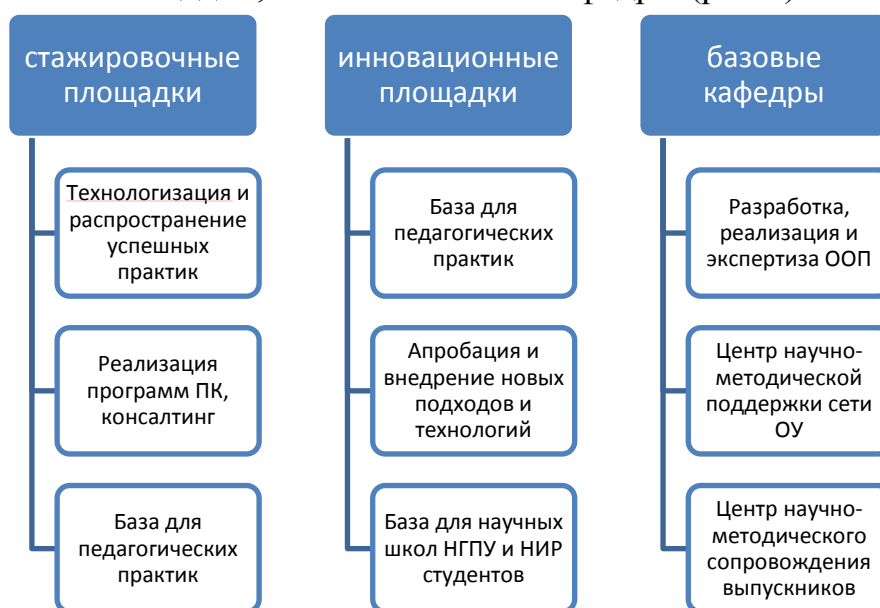 стажировочные
площадки
Технологизация и
распространение
успешных
практик
Реализация
программ ПК,
консалтинг
База для
педагогических
практик
инновационные
площадки
База для
педагогических
практик
Апробация и
внедрение новых
подходов и
технологий
База для научных
школ НГПУ и НИР
студентов
базовые
кафедры
Разработка,
реализация и
экспертиза ООП
Центр научно-
методической
поддержки сети
ОУ
Центр научно-
методического
сопровождения
выпускников